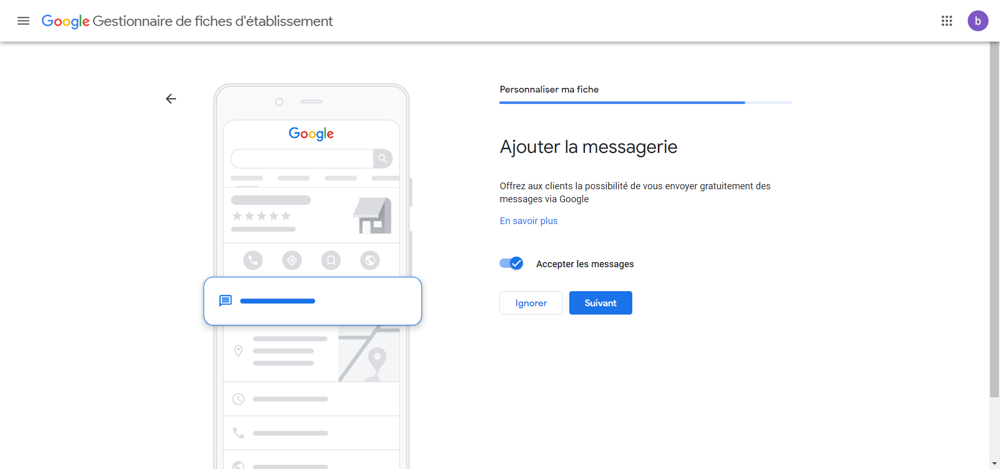 Google Gestionnaire de fiches d'établissement
b
Google
Personnaliser ma fiche
Ajouter la messagerie
Offrez aux clients la possibilité de vous envoyer gratuitement des
messages via Google
En savoir plus
Accepter les messages
Ignorer
Suivant